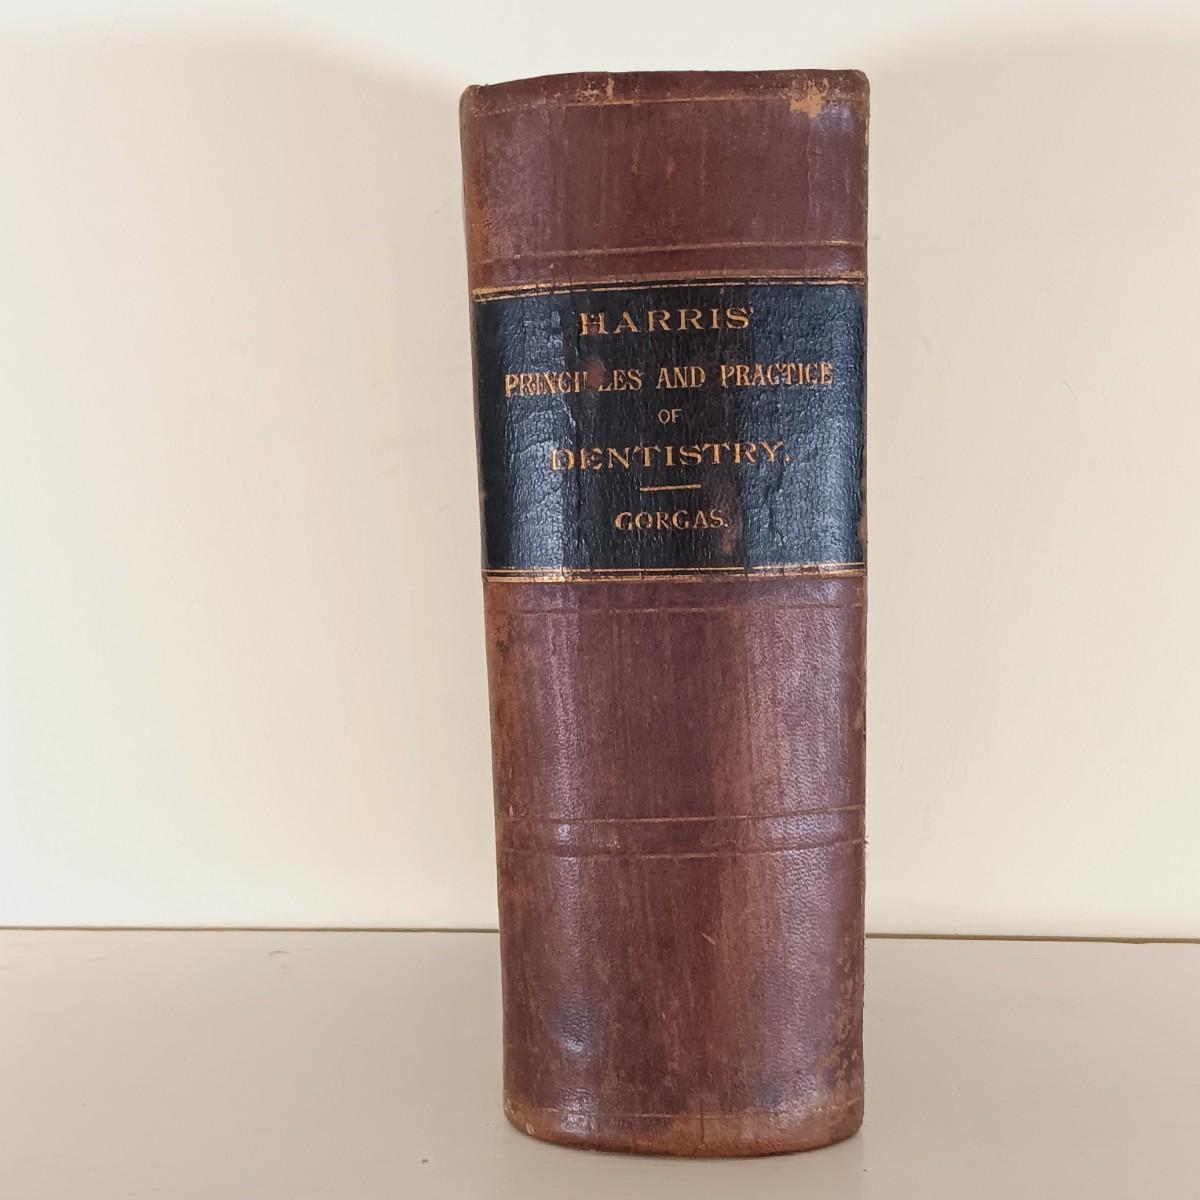 HARRIS'
PRINCIPLES AND PRACTICE
OF
DENTISTRY.
GORGAS.